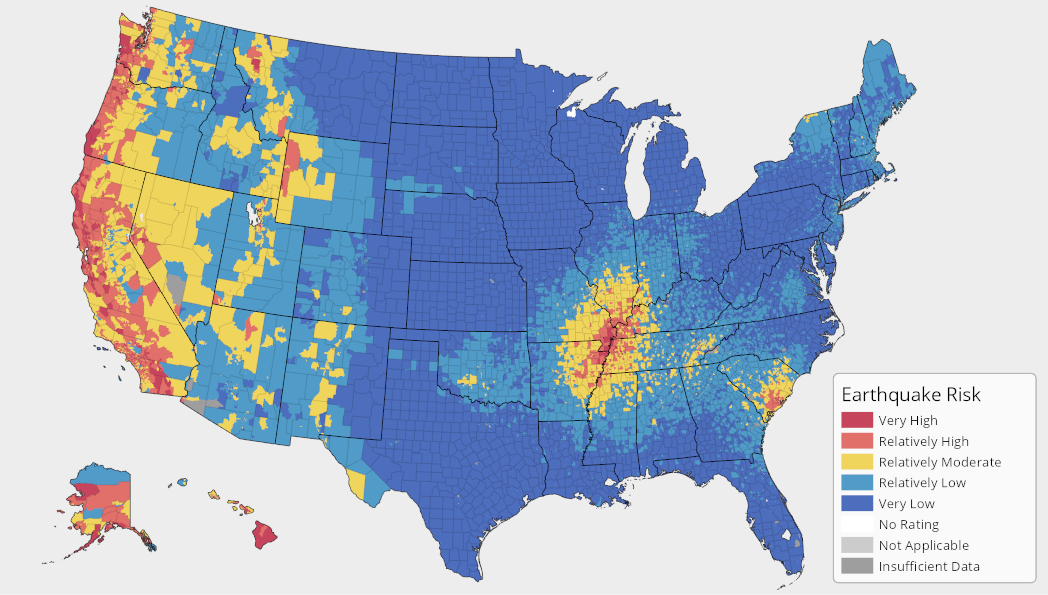 Earthquake Risk
Very High
Relatively High
Relatively Moderate
Relatively Low
Very Low
No Rating
Not Applicable
Insufficient Data